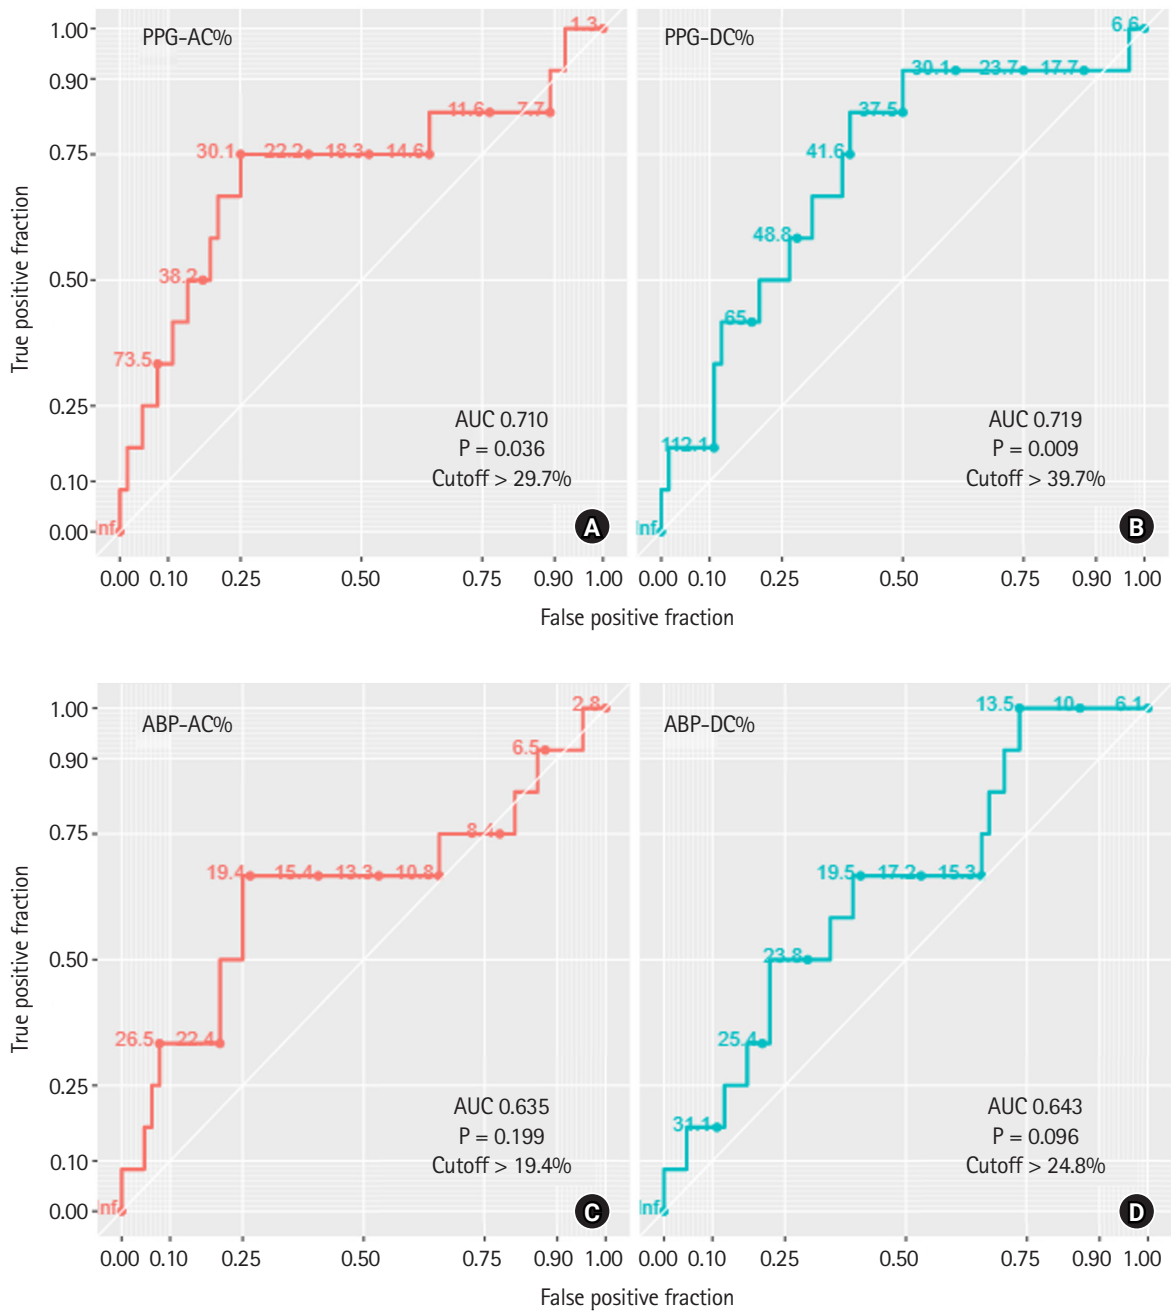 PPG-AC%
1.00
0.90
0.75
0.50
0.25
0.10
0.00
1.3
11.6
7.7
30.1
22.2
18.3
14.6
38.2
73.5
Inf
AUC 0.710
P = 0.036
Cutoff > 29.7%
A
0.00 0.10 0.25 0.50 0.75 0.90 1.00
PPG-DC%
6.6
30.1
23.7
17.7
37.5
41.6
48.8
65
112.1
Inf
AUC 0.719
P = 0.009
Cutoff > 39.7%
B
0.00 0.10 0.25 0.50 0.75 0.90 1.00
True positive fraction
False positive fraction
ABP-AC%
1.00
0.90
0.75
0.50
0.25
0.10
0.00
2.8
6.5
8.4
19.4
15.4
13.3
10.8
26.5
22.4
Inf
AUC 0.635
P = 0.199
Cutoff > 19.4%
C
0.00 0.10 0.25 0.50 0.75 0.90 1.00
ABP-DC%
13.5
10
6.1
19.5
17.2
15.3
23.8
25.4
31.1
Inf
AUC 0.643
P = 0.096
Cutoff > 24.8%
D
0.00 0.10 0.25 0.50 0.75 0.90 1.00
True positive fraction
False positive fraction